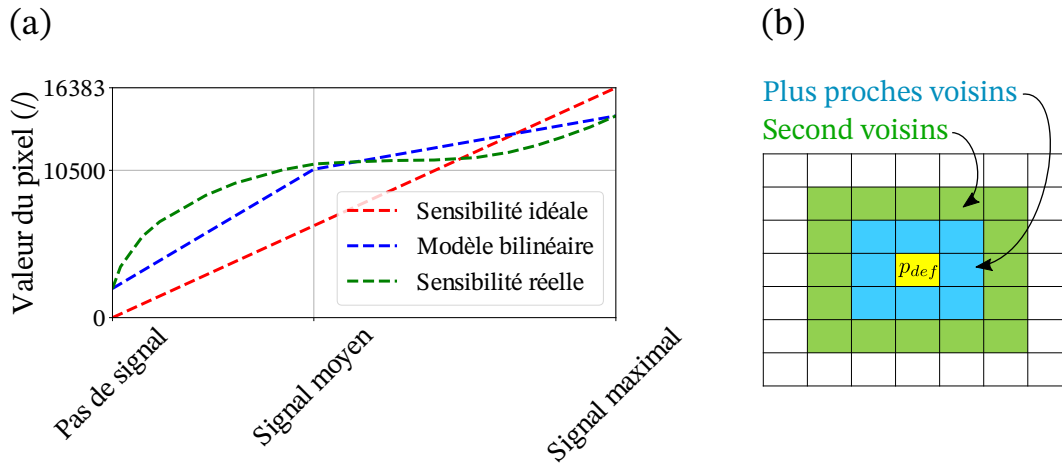 (a)
Valeur du pixel (/)
16383
10500
0
Sensibilité idéale
Modèle bilinéaire
Sensibilité réelle
Pas de signal
Signal moyen
Signal maximal
(b)
Plus proches voisins
Second voisins
p_def